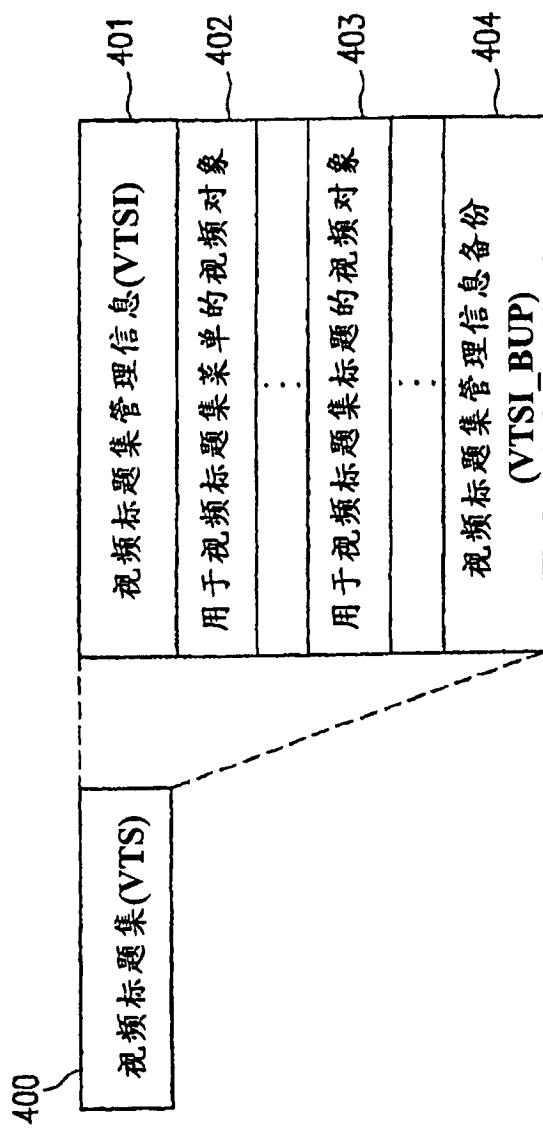 400
视频标题集(VTS)
视频标题集管理信息(VTSI)
401
用于视频标题集菜单的视频对象
402
...
用于视频标题集标题的视频对象
403
...
视频标题集管理信息备份
(VTSI_BUP)
404